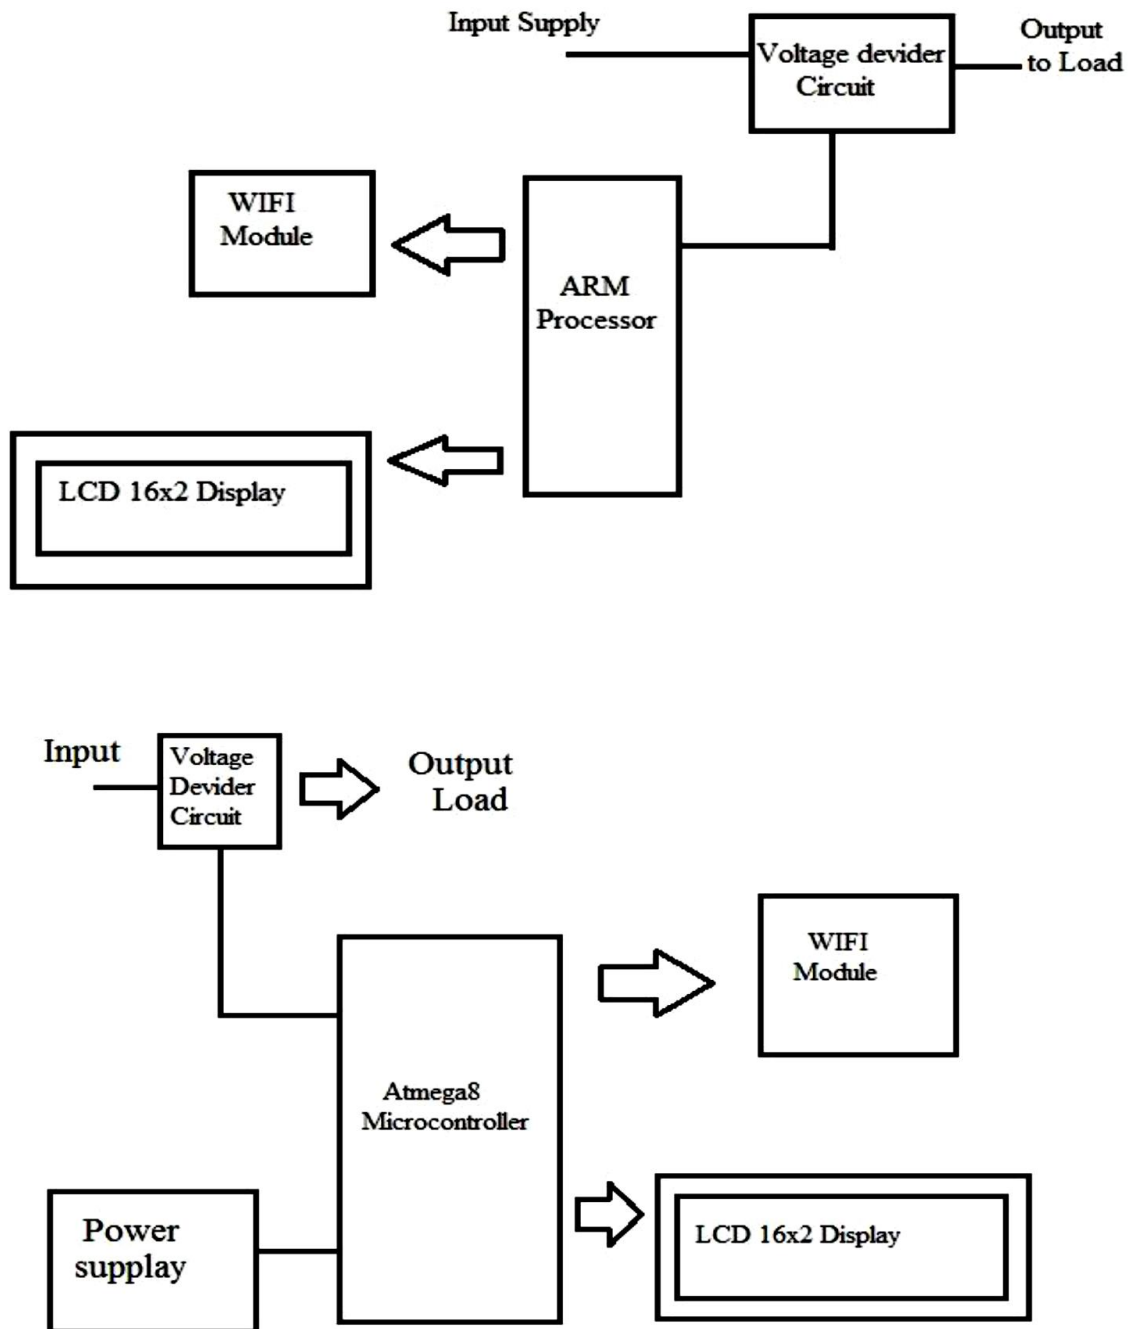 Input Supply
Voltage devider
Circuit
Output
to Load
WIFI
Module
ARM
Processor
LCD 16x2 Display
Input
Voltage
Devider
Circuit
Output
Load
WIFI
Module
Atmega8
Microcontroller
Power
supplay
LCD 16x2 Display